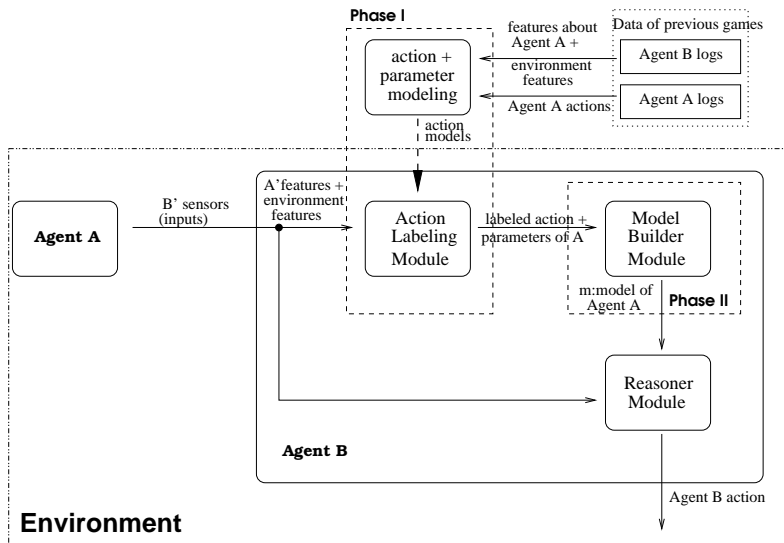 Phase I
features about
Agent A +
environment
features
Agent A actions
Data of previous games
Agent B logs
Agent A logs
action +
parameter
modeling
action
models
Agent A
B' sensors
(inputs)
A'features +
environment
features
Action
Labeling
Module
labeled action +
parameters of A
Model
Builder
Module
m:model of
Agent A
Phase II
Reasoner
Module
Agent B
Agent B action
Environment